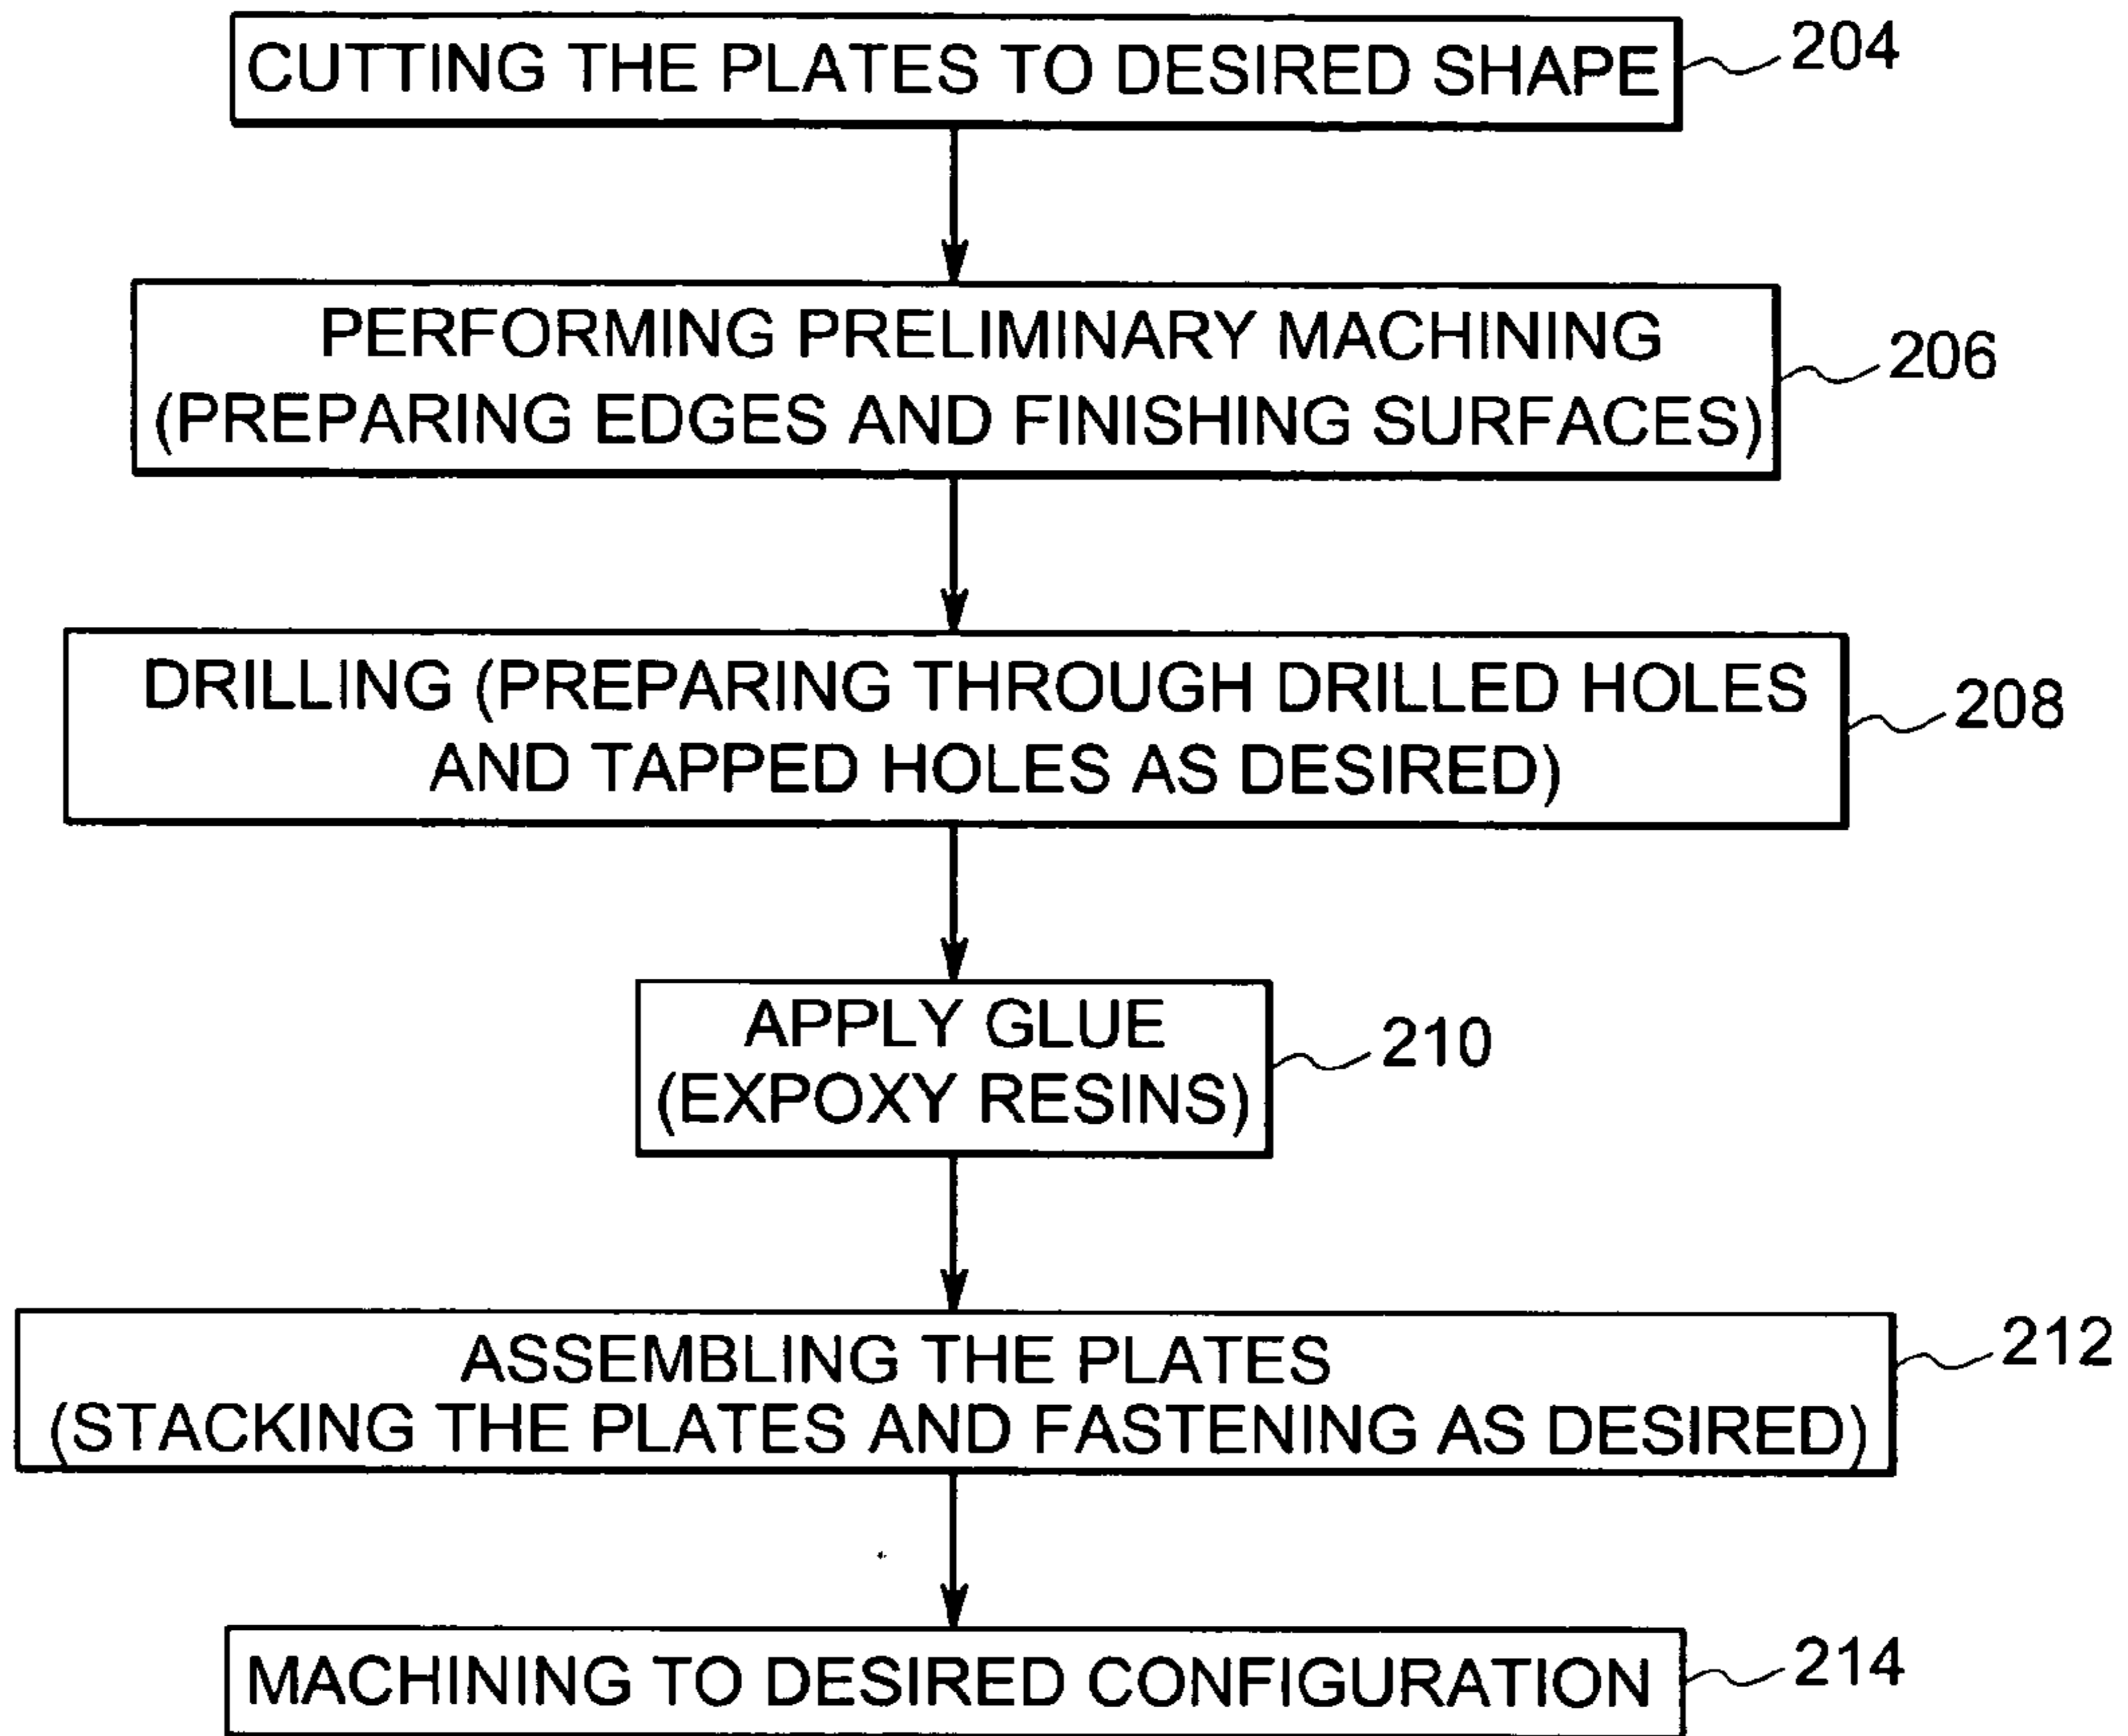 CUTTING THE PLATES TO DESIRED SHAPE 204
PERFORMING PRELIMINARY MACHINING
(PREPARING EDGES AND FINISHING SURFACES) 206
DRILLING (PREPARING THROUGH DRILLED HOLES
AND TAPPED HOLES AS DESIRED) 208
APPLY GLUE
(EXPOXY RESINS) 210
ASSEMBLING THE PLATES
(STACKING THE PLATES AND FASTENING AS DESIRED) 212
MACHINING TO DESIRED CONFIGURATION 214